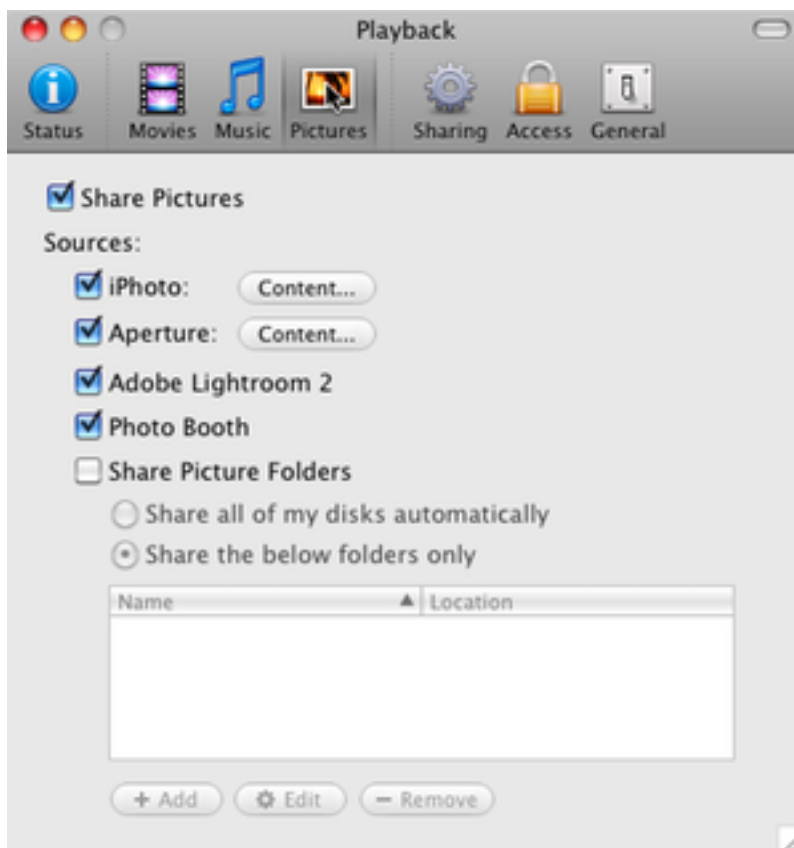 Playback
Status Movies Music Pictures Sharing Access General
Share Pictures
Sources:
iPhoto: Content...
Aperture: Content...
Adobe Lightroom 2
Photo Booth
Share Picture Folders
Share all of my disks automatically
Share the below folders only
Name Location
+ Add Edit − Remove